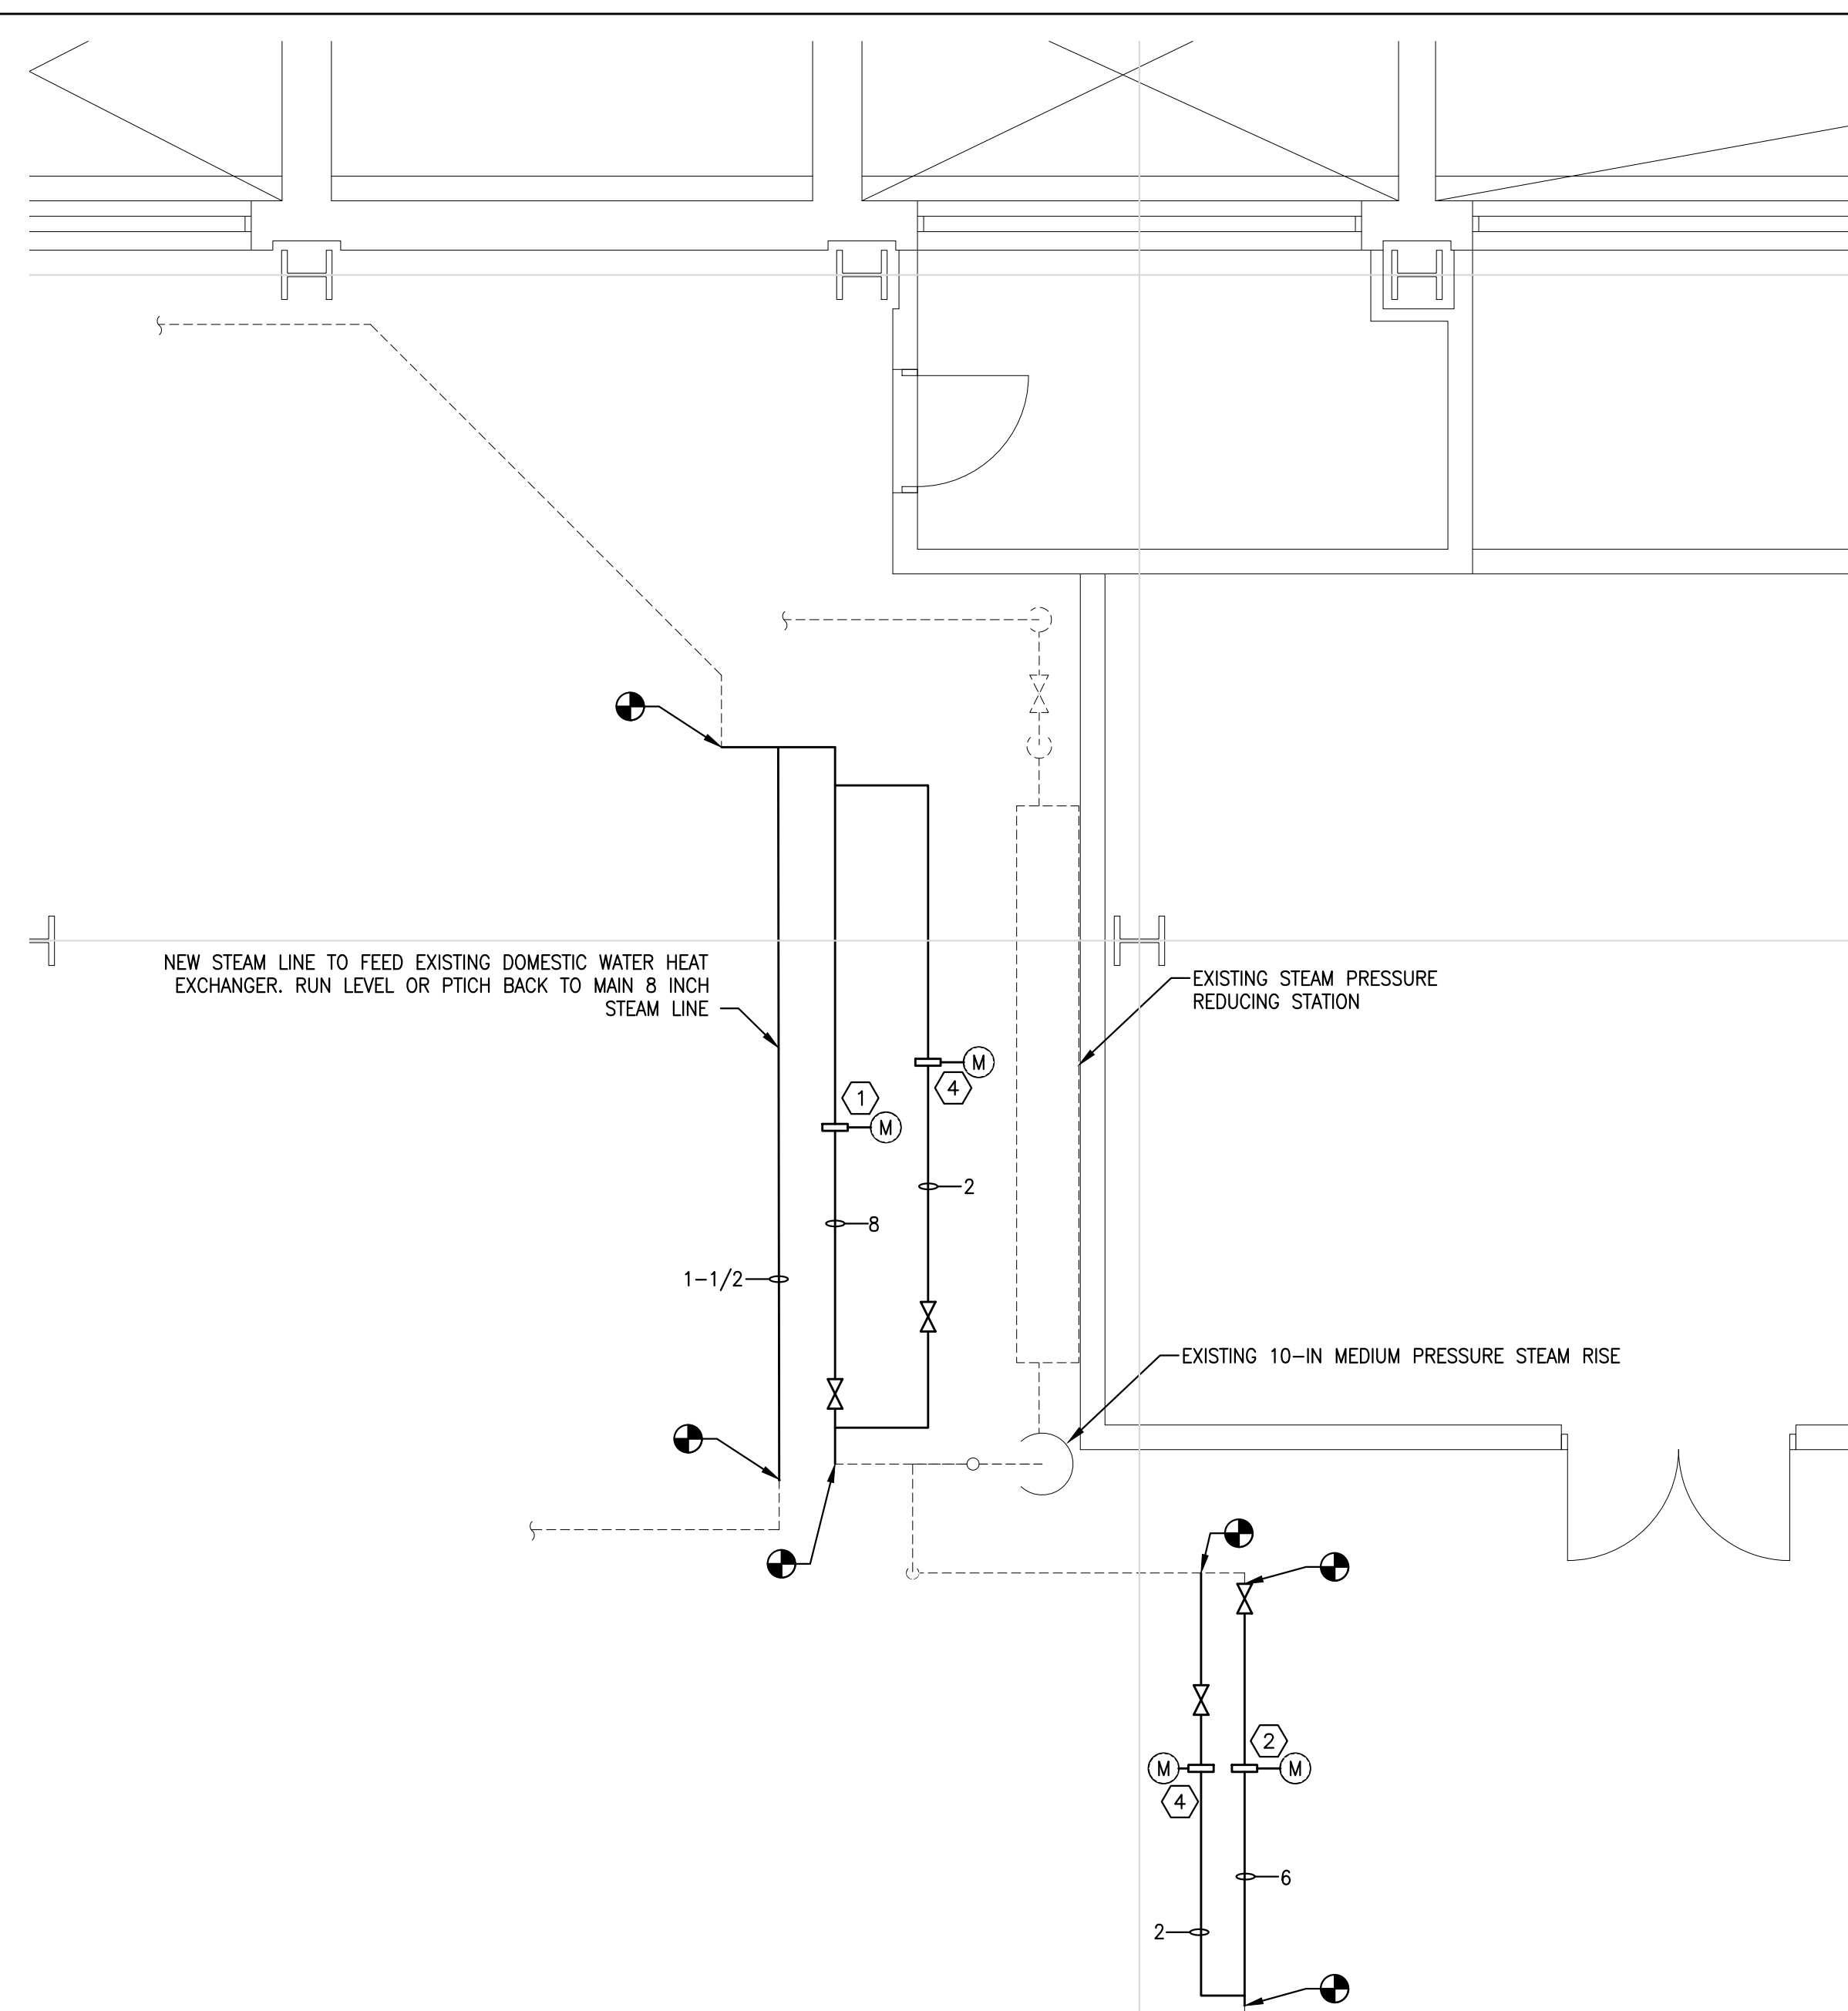 NEW STEAM LINE TO FEED EXISTING DOMESTIC WATER HEAT
EXCHANGER. RUN LEVEL OR PTICH BACK TO MAIN 8 INCH
STEAM LINE
EXISTING STEAM PRESSURE
REDUCING STATION
M
4
1
M
2
8
1-1/2
EXISTING 10-IN MEDIUM PRESSURE STEAM RISE
2
M
M
4
6
2